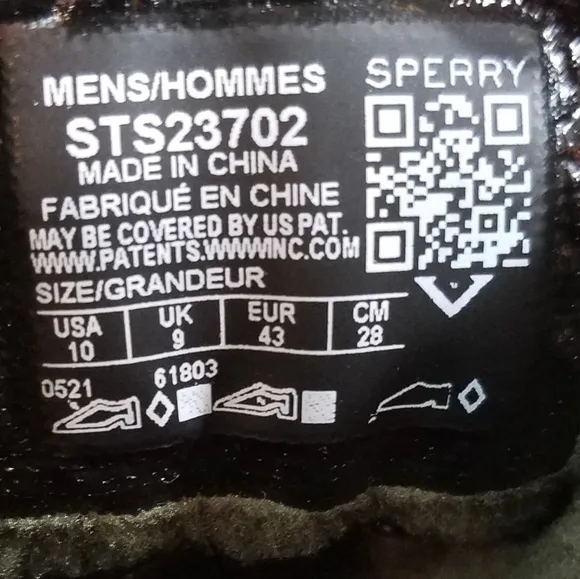 MENS/HOMMES
SPERRY
STS23702
MADE IN CHINA
FABRIQUÉ EN CHINE
MAY BE COVERED BY US PAT.
WWW.PATENTS.WWWINC.COM
SIZE/GRANDEUR
USA UK EUR CM
10 9 43 28
0521 61803